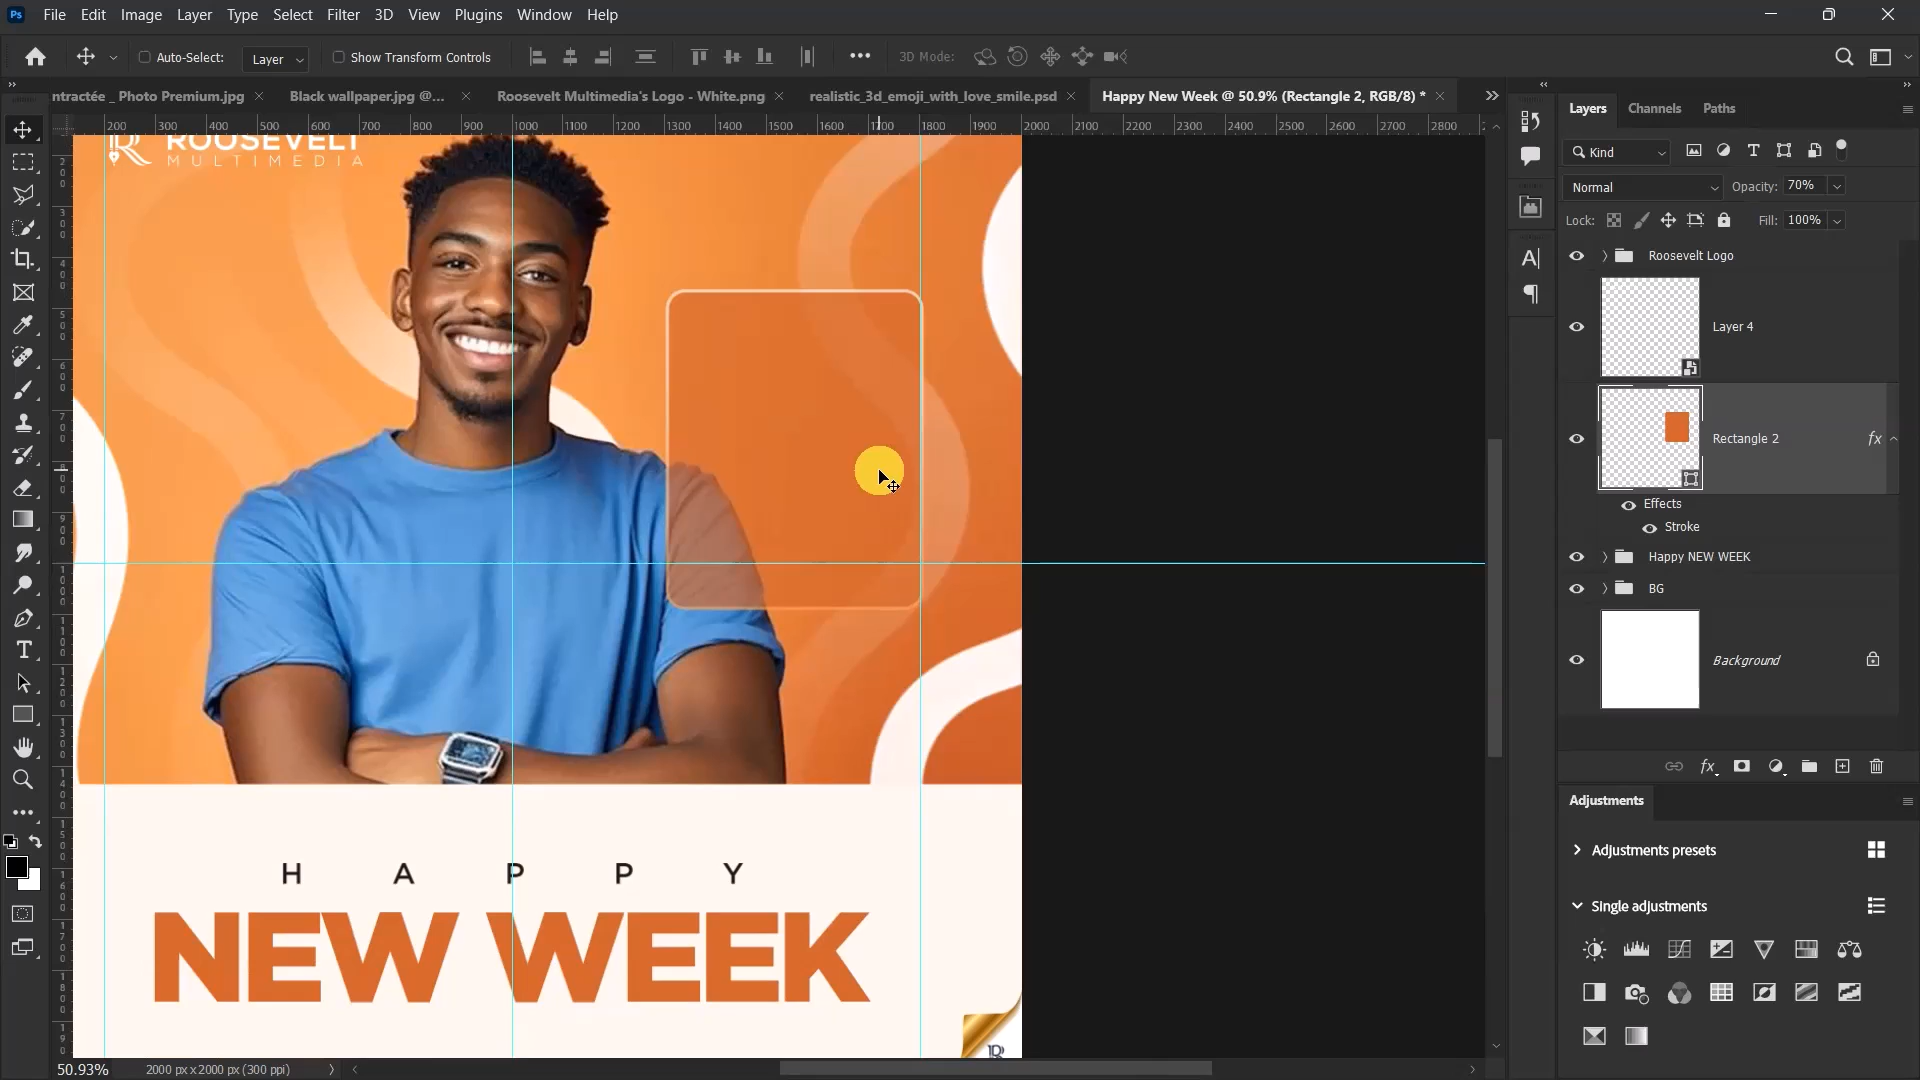 Ps File Edit Image Layer Type Select Filter 3D View Plugins Window Help
Auto-Select: Layer Show Transform Controls 3D Mode:
ntractée _ Photo Premium.jpg Black wallpaper.jpg @... Roosevelt Multimedia's Logo - White.png realistic_3d_emoji_with_love_smile.psd Happy New Week @ 50.9% (Rectangle 2, RGB/8) *
200 300 400 500 600 700 800 900 1000 1100 1200 1300 1400 1500 1600 1700 1800 1900 2000 2100 2200 2300 2400 2500 2600 2700 2800
ROOSEVELT
MULTIMEDIA
H A P P Y
NEW WEEK
50.93% 2000 px x 2000 px (300 ppi)
Layers Channels Paths
Kind
Normal Opacity: 70%
Lock: Fill: 100%
Roosevelt Logo
Layer 4
Rectangle 2 fx
Effects
Stroke
Happy NEW WEEK
BG
Background
fx
Adjustments
Adjustments presets
Single adjustments